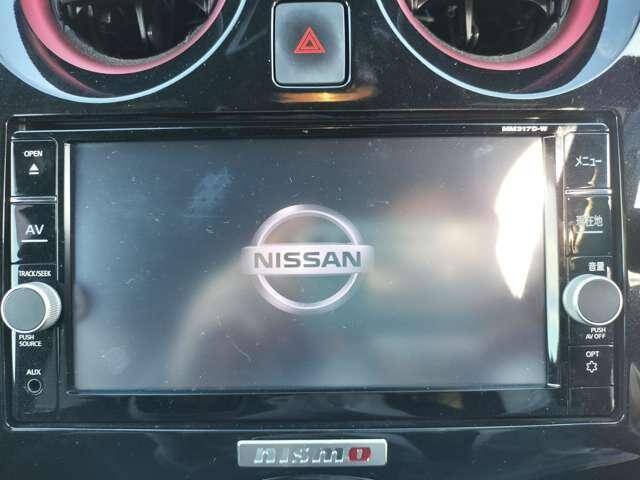 MM317D-W
OPEN
AV
TRACK/SEEK
PUSH
SOURCE
AUX
NISSAN
メニュー
現在地
音量
PUSH
AV OFF
OPT
nismo